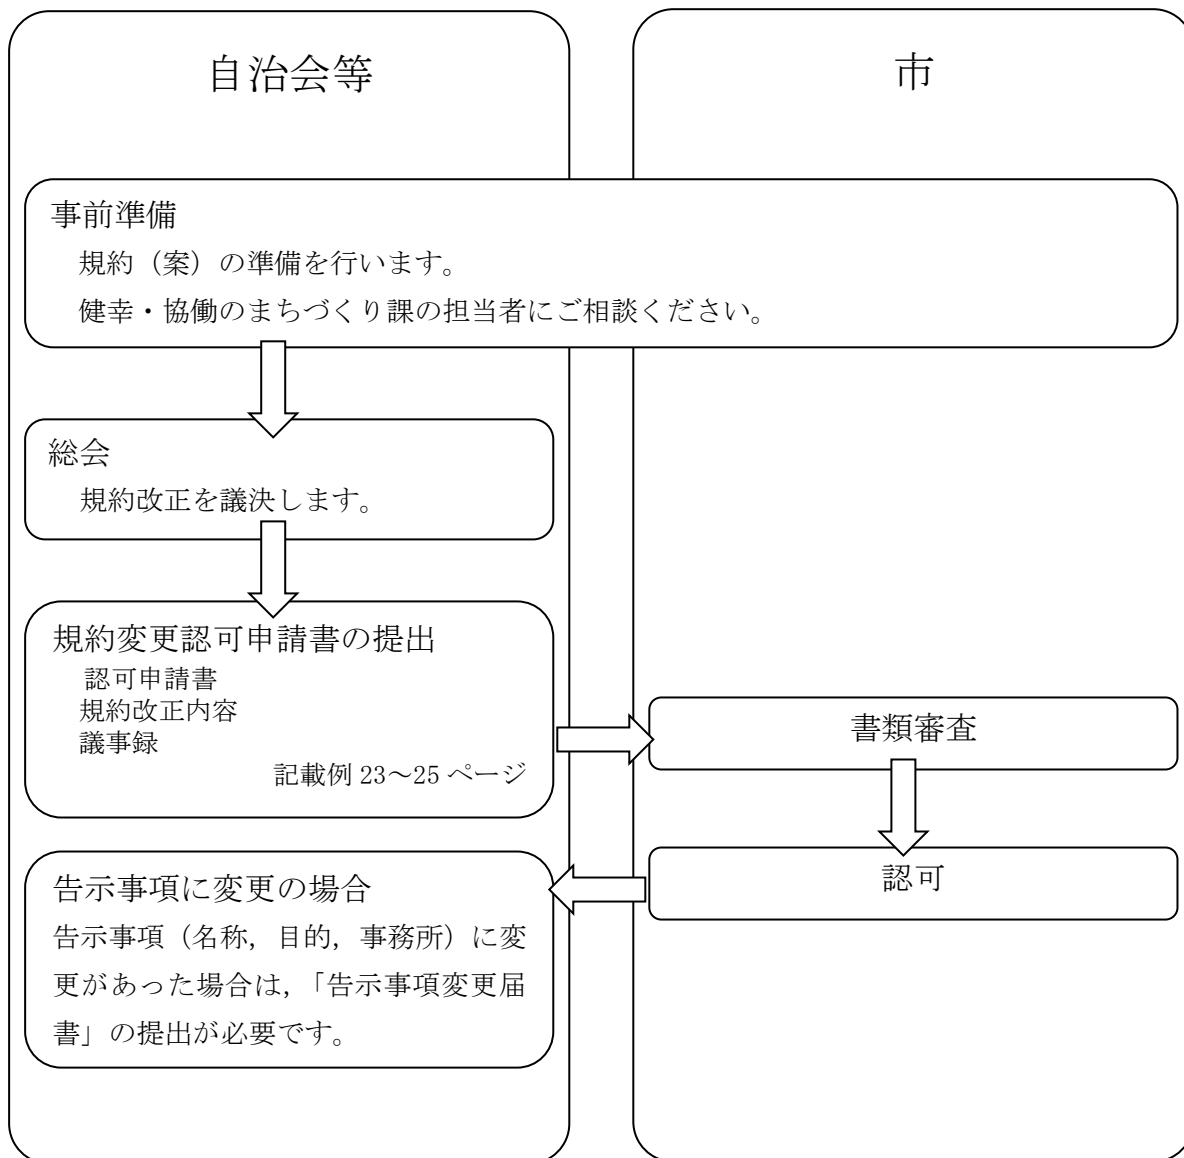 自治会等
市
事前準備
規約（案）の準備を行います。
健幸・協働のまちづくり課の担当者にご相談ください。
総会
規約改正を議決します。
規約変更認可申請書の提出
認可申請書
規約改正内容
議事録
記載例 23～25 ページ
書類審査
認可
告示事項に変更の場合
告示事項（名称，目的，事務所）に変
更があった場合は，「告示事項変更届
書」の提出が必要です。